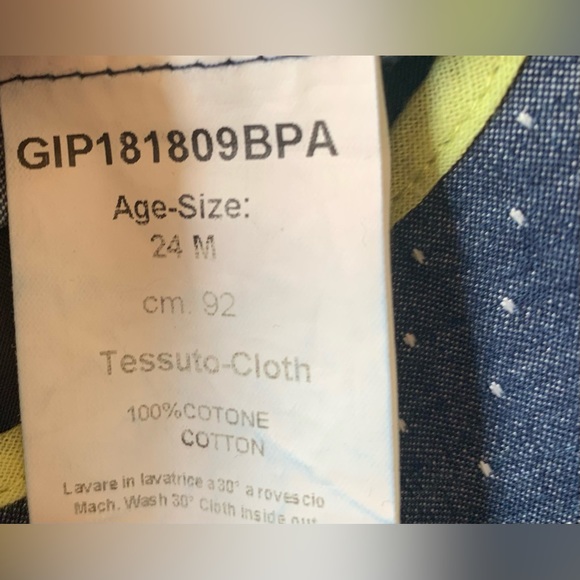 GIP181809BPA
Age-Size:
24 M
cm. 92
Tessuto-Cloth
100%COTONE
COTTON
Lavare in lavatrice a 30° a rovescio
Mach. Wash 30° Cloth inside out